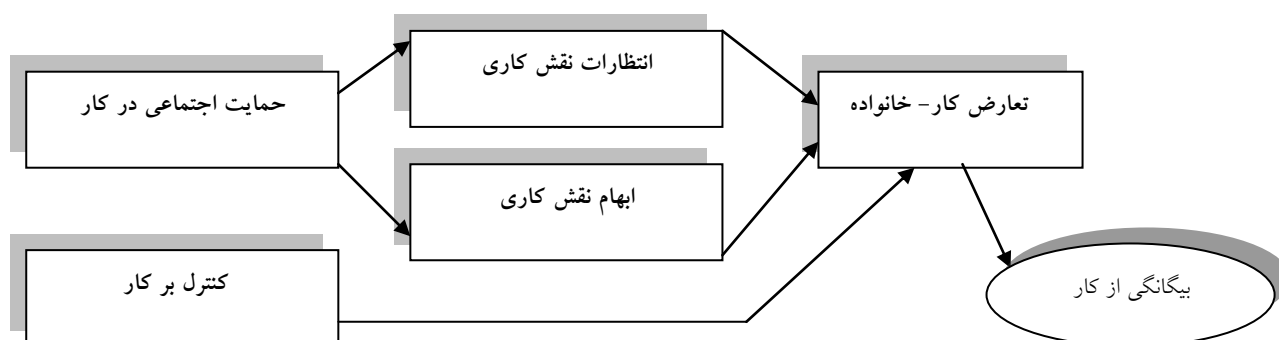 انتظارات نقش کاری
حمایت اجتماعی در کار
تعارض کار- خانواده
ابهام نقش کاری
کنترل بر کار
بیگانگی از کار